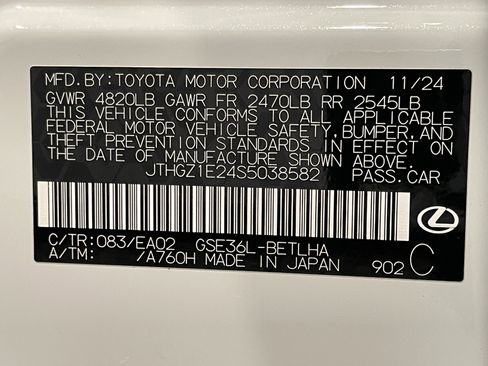 MFD. BY: TOYOTA MOTOR CORPORATION 11/24
GVWR 4820LB GAWR FR 2470LB RR 2545LB
THIS VEHICLE CONFORMS TO ALL APPLICABLE
FEDERAL MOTOR VEHICLE SAFETY, BUMPER, AND
THEFT PREVENTION STANDARDS IN EFFECT ON
THE DATE OF MANUFACTURE SHOWN ABOVE.
JTHGZ1E24S5038582 PASS.CAR
C/TR: 083/EA02 GSE36L-BETLHA
A/TM: /A760H MADE IN JAPAN 902 C